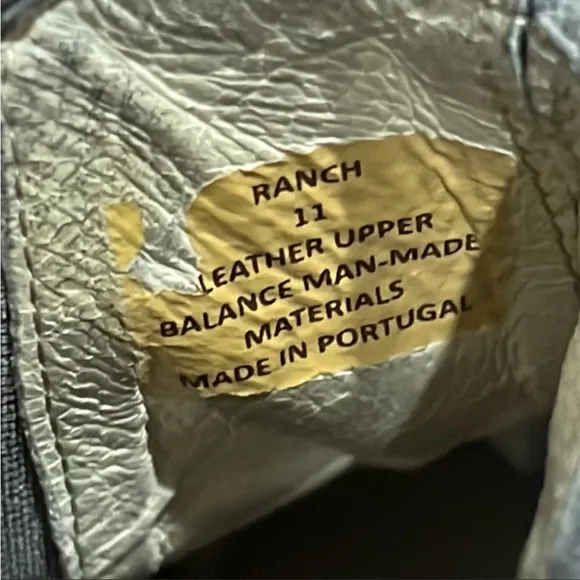 RANCH
11
LEATHER UPPER
BALANCE MAN-MADE
MATERIALS
MADE IN PORTUGAL